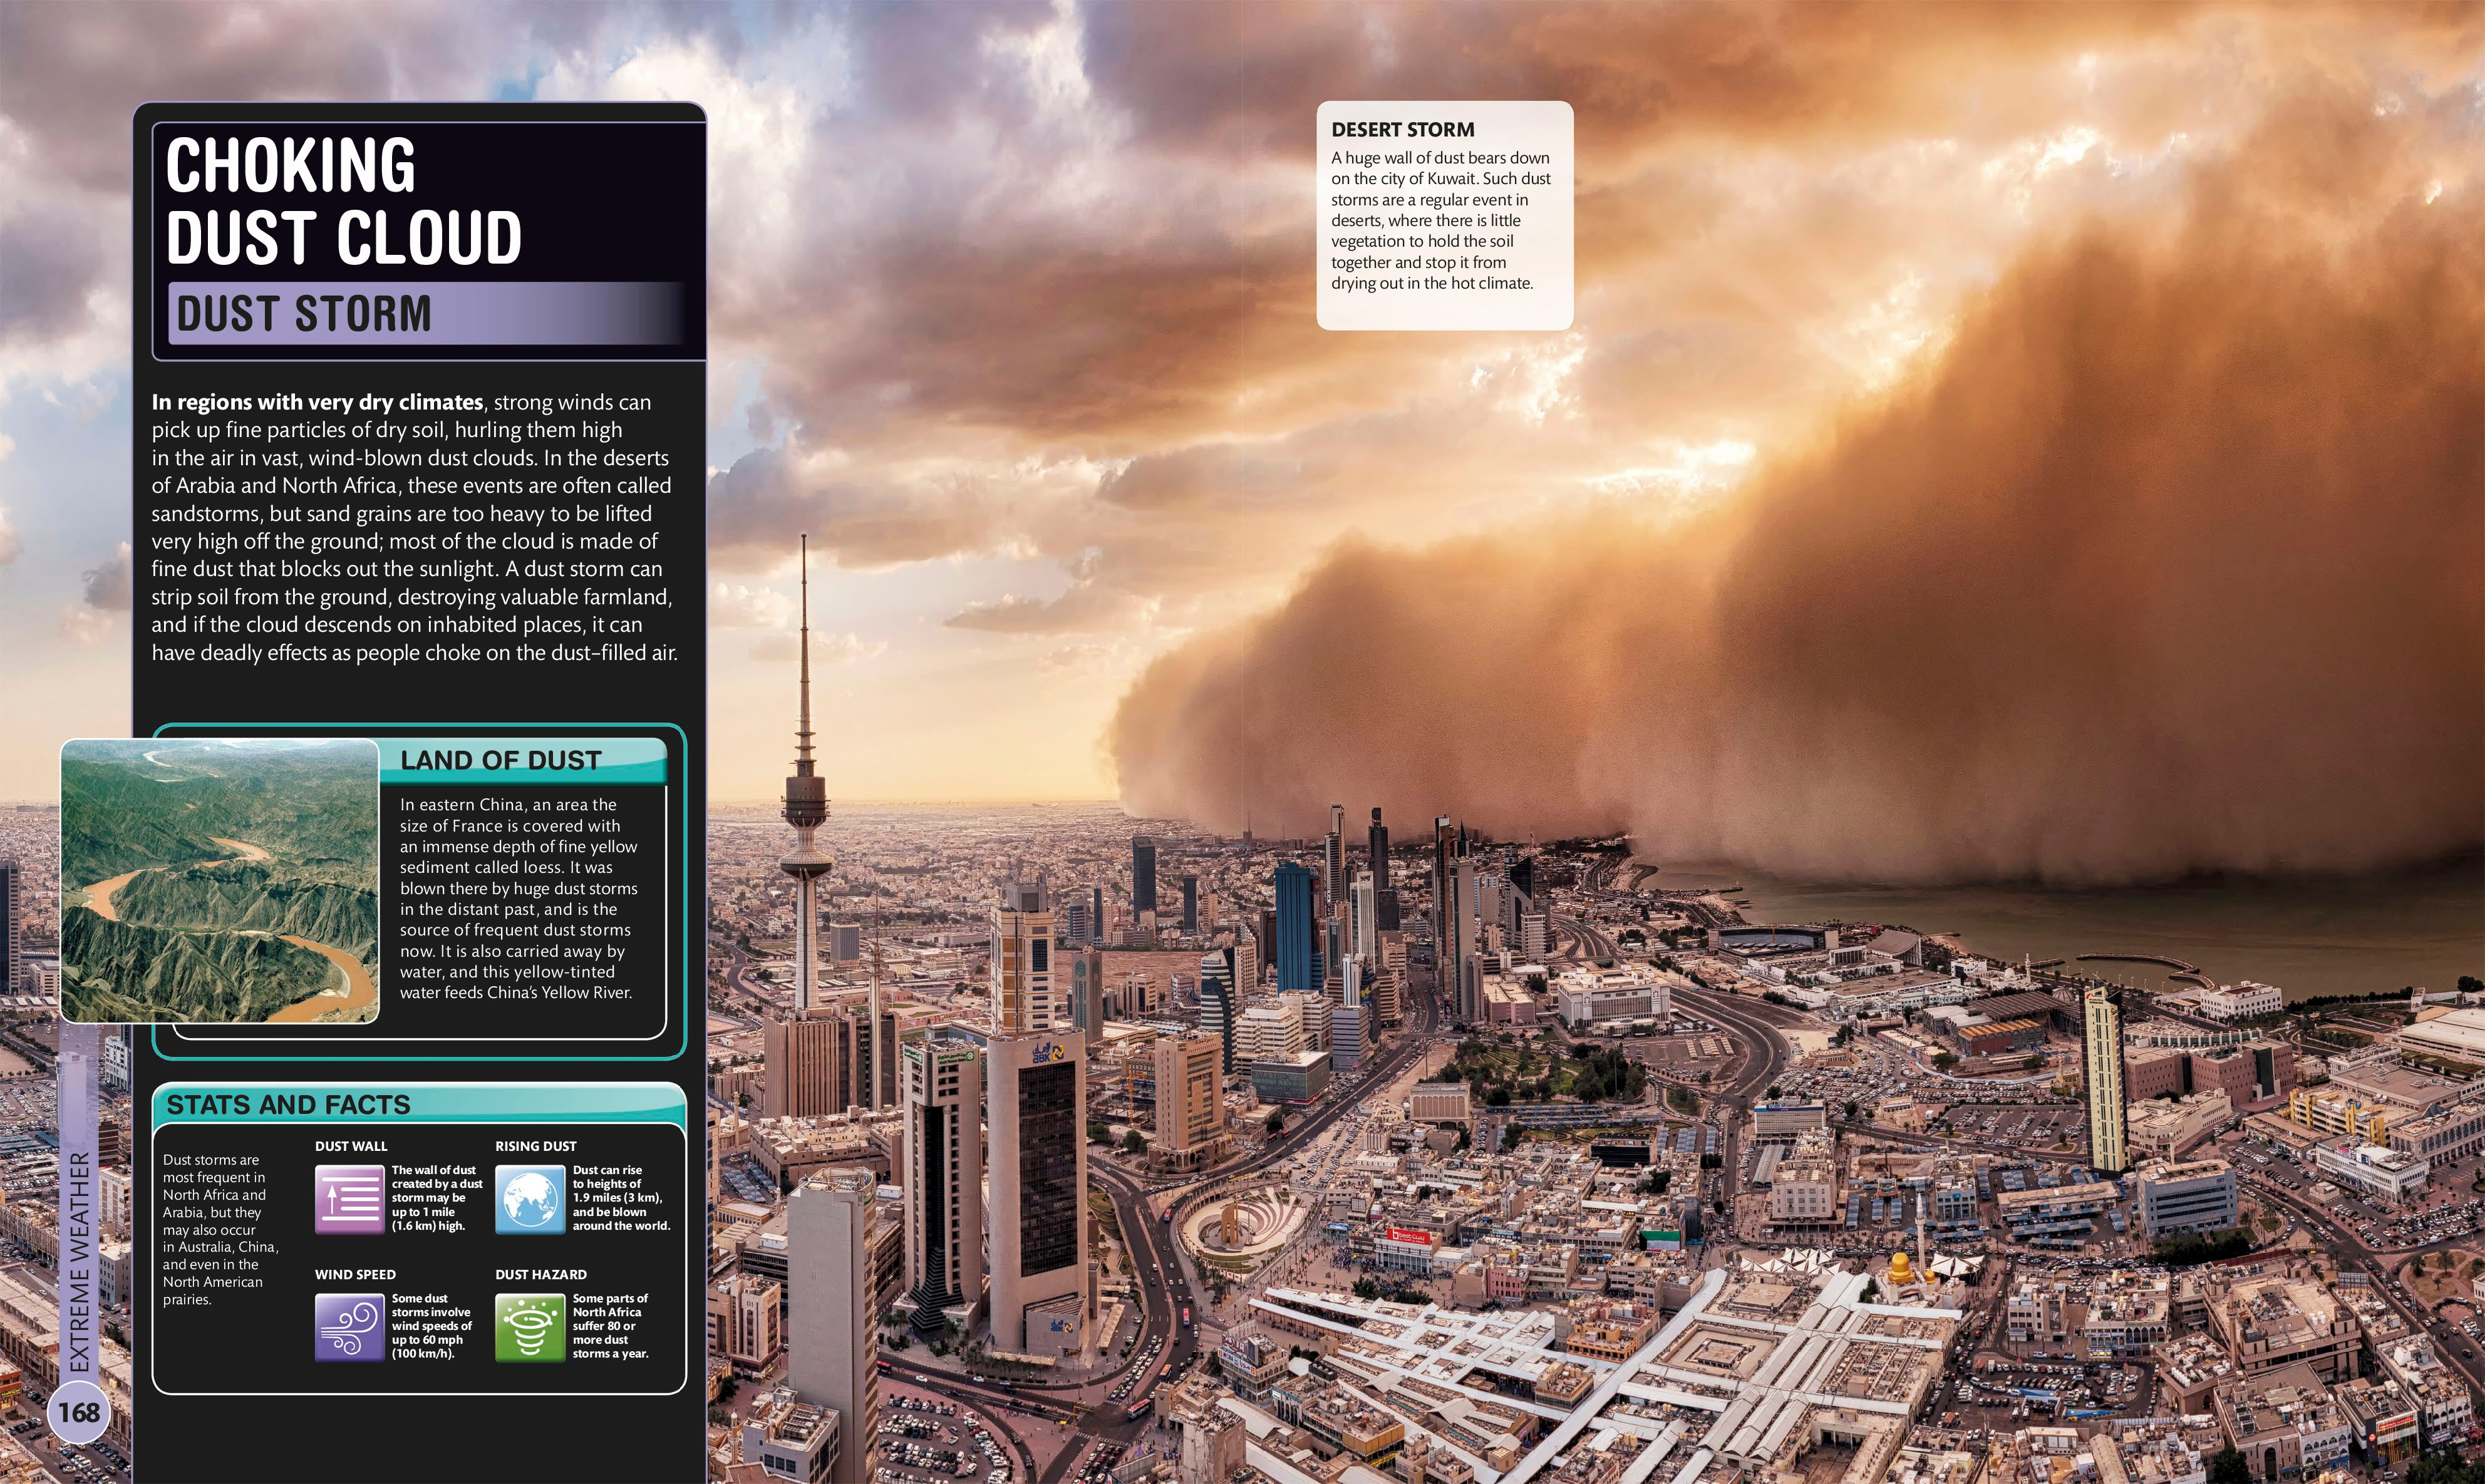 CHOKING
DUST CLOUD
DUST STORM
In regions with very dry climates, strong winds can
pick up fine particles of dry soil, hurling them high
in the air in vast, wind-blown dust clouds. In the deserts
of Arabia and North Africa, these events are often called
sandstorms, but sand grains are too heavy to be lifted
very high off the ground; most of the cloud is made of
fine dust that blocks out the sunlight. A dust storm can
strip soil from the ground, destroying valuable farmland,
and if the cloud descends on inhabited places, it can
have deadly effects as people choke on the dust–filled air.
LAND OF DUST
In eastern China, an area the
size of France is covered with
an immense depth of fine yellow
sediment called loess. It was
blown there by huge dust storms
in the distant past, and is the
source of frequent dust storms
now. It is also carried away by
water, and this yellow-tinted
water feeds China's Yellow River.
STATS AND FACTS
Dust storms are
most frequent in
North Africa and
Arabia, but they
may also occur
in Australia, China,
and even in the
North American
prairies.
DUST WALL
The wall of dust
created by a dust
storm may be
up to 1 mile
(1.6 km) high.
RISING DUST
Dust can rise
to heights of
1.9 miles (3 km),
and be blown
around the world.
WIND SPEED
Some dust
storms involve
wind speeds of
up to 60 mph
(100 km/h).
DUST HAZARD
Some parts of
North Africa
suffer 80 or
more dust
storms a year.
EXTREME WEATHER
168
DESERT STORM
A huge wall of dust bears down
on the city of Kuwait. Such dust
storms are a regular event in
deserts, where there is little
vegetation to hold the soil
together and stop it from
drying out in the hot climate.
ABK